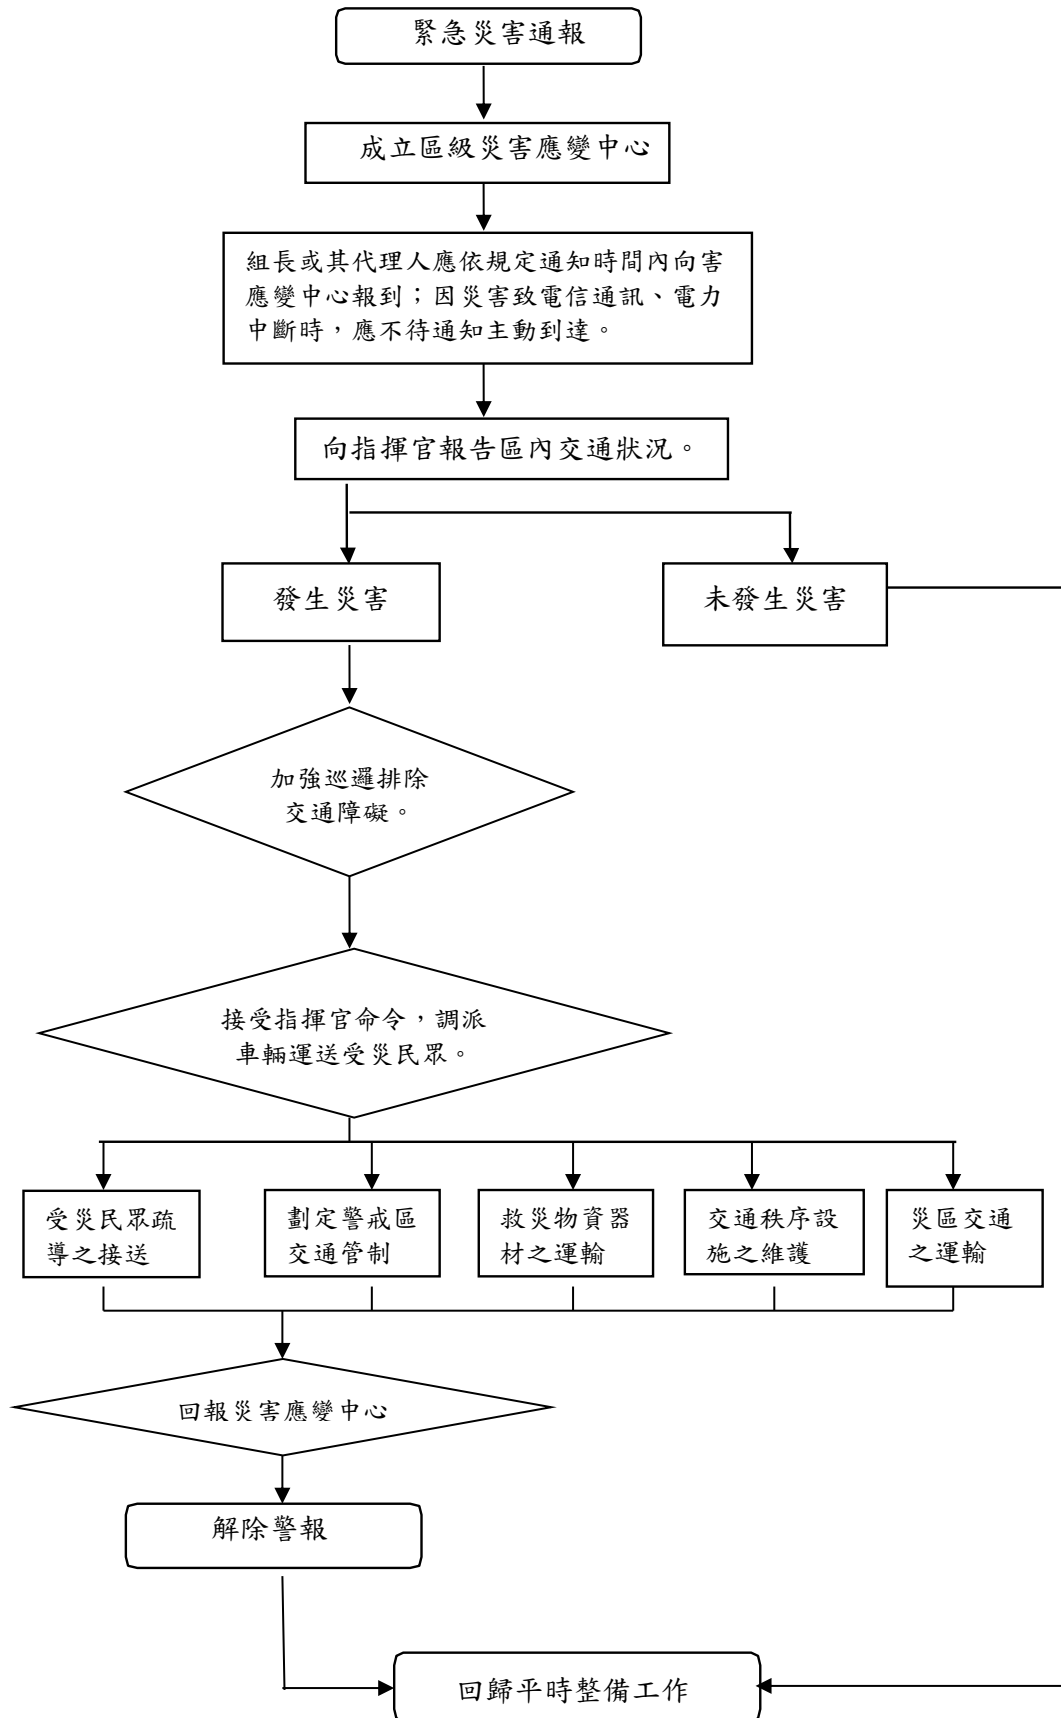 緊急災害通報
成立區級災害應變中心
組長或其代理人應依規定通知時間內向害
應變中心報到；因災害致電信通訊、電力
中斷時，應不待通知主動到達。
向指揮官報告區內交通狀況。
發生災害
未發生災害
加強巡邏排除
交通障礙。
接受指揮官命令，調派
車輛運送受災民眾。
受災民眾疏
導之接送
劃定警戒區
交通管制
救災物資器
材之運輸
交通秩序設
施之維護
災區交通
之運輸
回報災害應變中心
解除警報
回歸平時整備工作